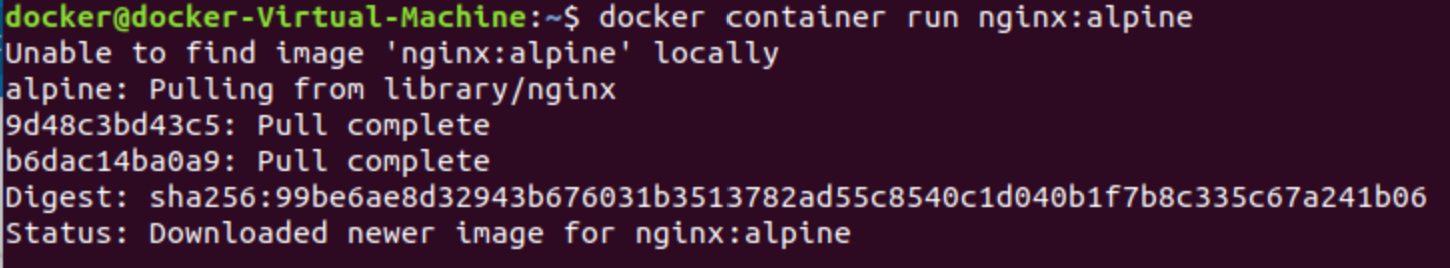 docker@docker-Virtual-Machine:~$ docker container run nginx:alpine
Unable to find image 'nginx:alpine' locally
alpine: Pulling from library/nginx
9d48c3bd43c5: Pull complete
b6dac14ba0a9: Pull complete
Digest: sha256:99be6ae8d32943b676031b3513782ad55c8540c1d040b1f7b8c335c67a241b06
Status: Downloaded newer image for nginx:alpine